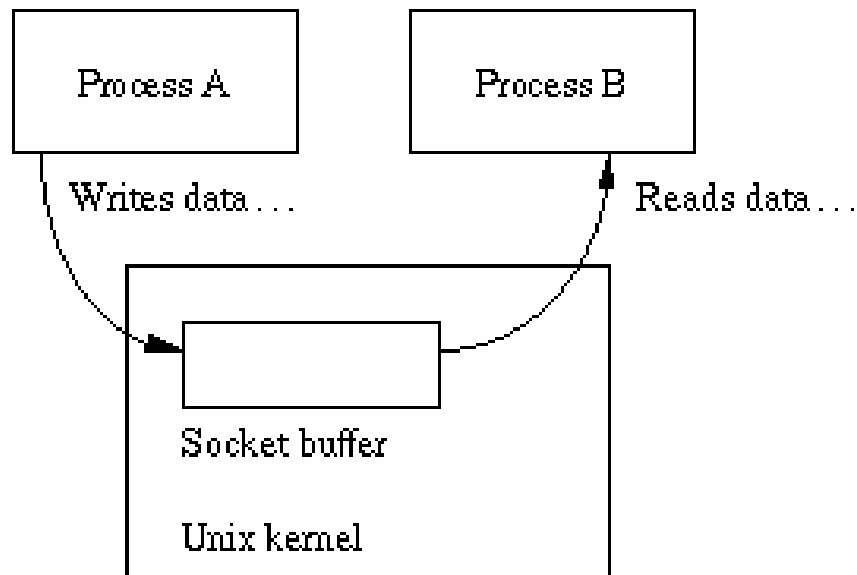 Process A
Process B
Writes data . . .
Reads data . . .
Socket buffer
Unix kernel